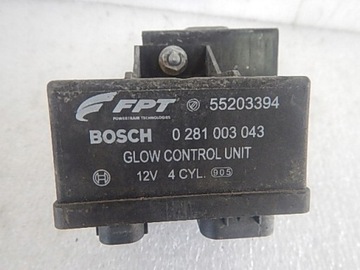 FPT 55203394
POWERTRAIN TECHNOLOGIES
BOSCH 0 281 003 043
GLOW CONTROL UNIT
12V 4 CYL. 905